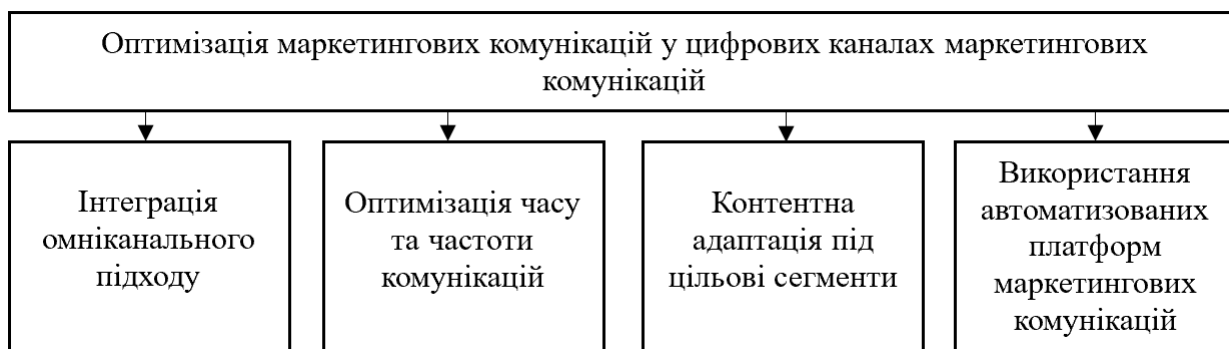 Оптимізація маркетингових комунікацій у цифрових каналах маркетингових
комунікацій
Інтеграція
омніканального
підходу
Оптимізація часу
та частоти
комунікацій
Контентна
адаптація під
цільові сегменти
Використання
автоматизованих
платформ
маркетингових
комунікацій